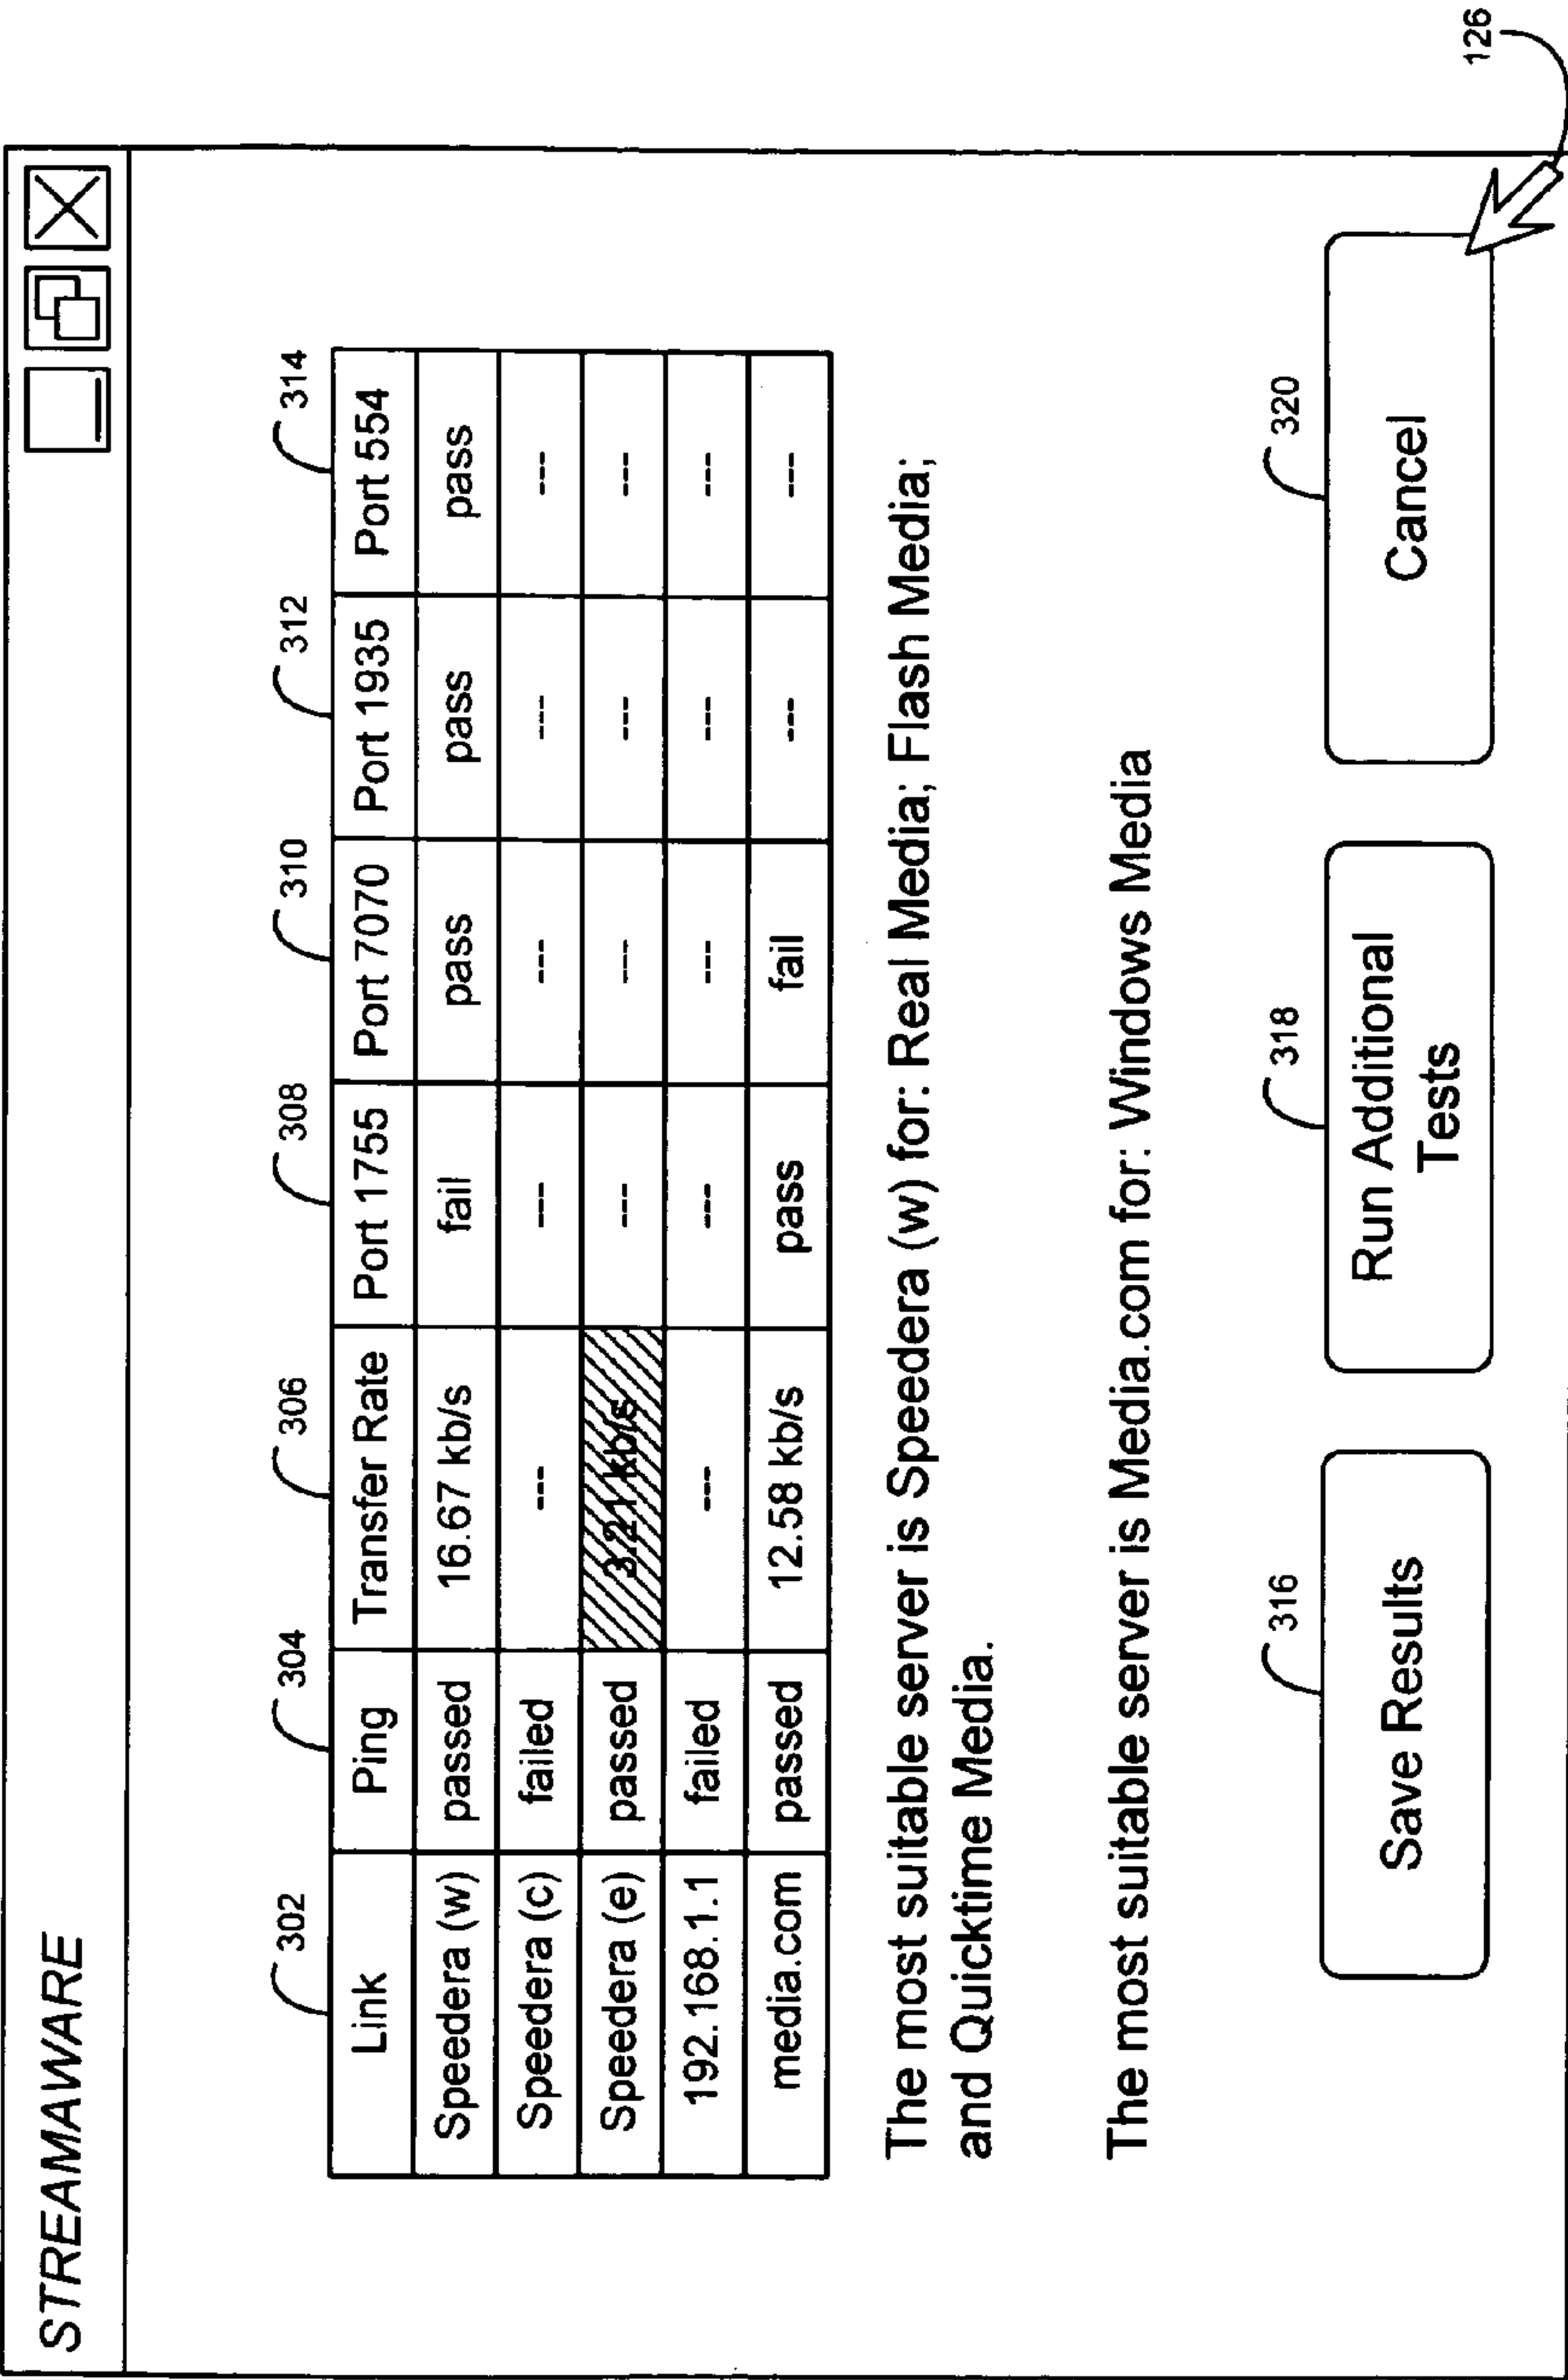 STREAMAWARE
302 304 306 308 310 312 314
Link Ping Transfer Rate Port 1755 Port 7070 Port 1935 Port 554
Speedera (w) passed 16.67 kb/s fail pass pass pass
Speedera (c) failed --- --- --- --- ---
Speedera (e) passed 3.21 kb/s --- --- --- ---
192.168.1.1 failed --- --- --- --- ---
media.com passed 12.58 kb/s pass fail --- ---
The most suitable server is Speedera (w) for: Real Media; Flash Media;
and Quicktime Media.
The most suitable server is Media.com for: Windows Media
316 318 320
Save Results
Run Additional
Tests
Cancel
126